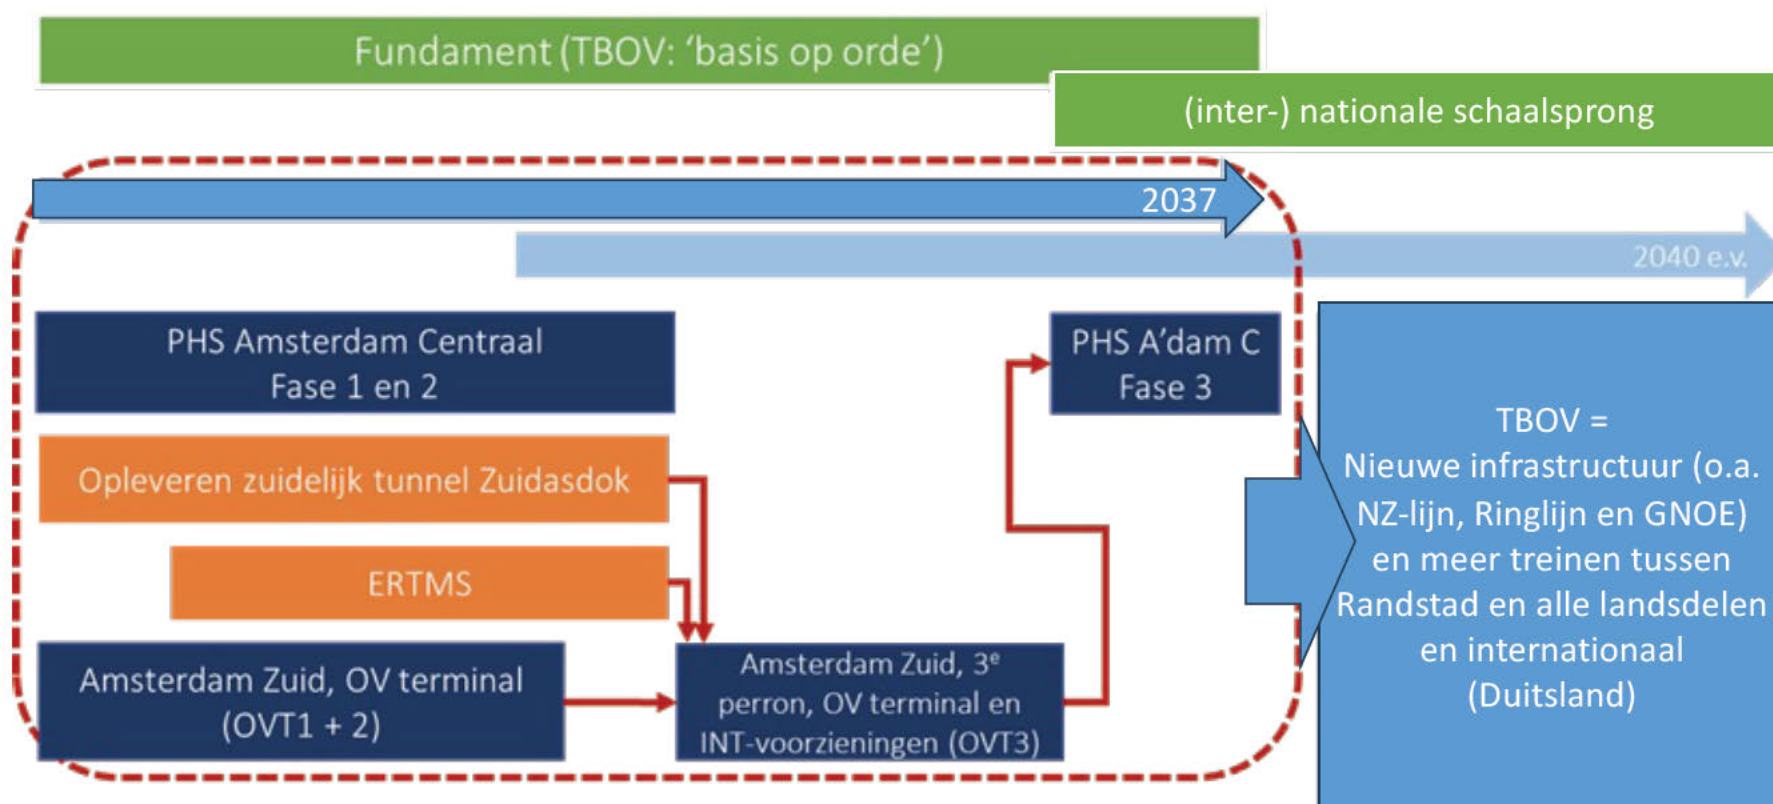 Fundament (TBOV: ‘basis op orde’)
(inter-) nationale schaalsprong
2037
2040 e.v.
PHS Amsterdam Centraal
Fase 1 en 2
PHS A’dam C
Fase 3
Opleveren zuidelijk tunnel Zuidasdok
ERTMS
Amsterdam Zuid, OV terminal
(OVT1 + 2)
Amsterdam Zuid, 3e
perron, OV terminal en
INT-voorzieningen (OVT3)
TBOV =
Nieuwe infrastructuur (o.a.
NZ-lijn, Ringlijn en GNOE)
en meer treinen tussen
Randstad en alle landsdelen
en internationaal
(Duitsland)